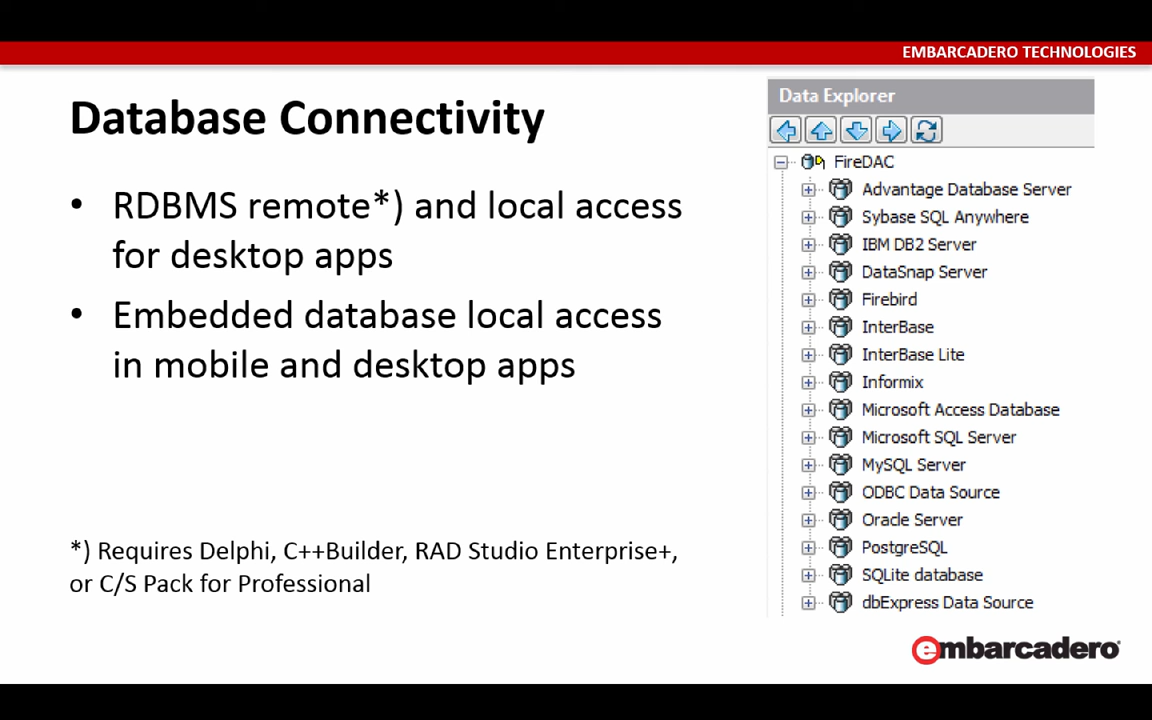 EMBARCADERO TECHNOLOGIES
Database Connectivity
• RDBMS remote*) and local access
for desktop apps
• Embedded database local access
in mobile and desktop apps
*) Requires Delphi, C++Builder, RAD Studio Enterprise+,
or C/S Pack for Professional
Data Explorer
FireDAC
Advantage Database Server
Sybase SQL Anywhere
IBM DB2 Server
DataSnap Server
Firebird
InterBase
InterBase Lite
Informix
Microsoft Access Database
Microsoft SQL Server
MySQL Server
ODBC Data Source
Oracle Server
PostgreSQL
SQLite database
dbExpress Data Source
embarcadero